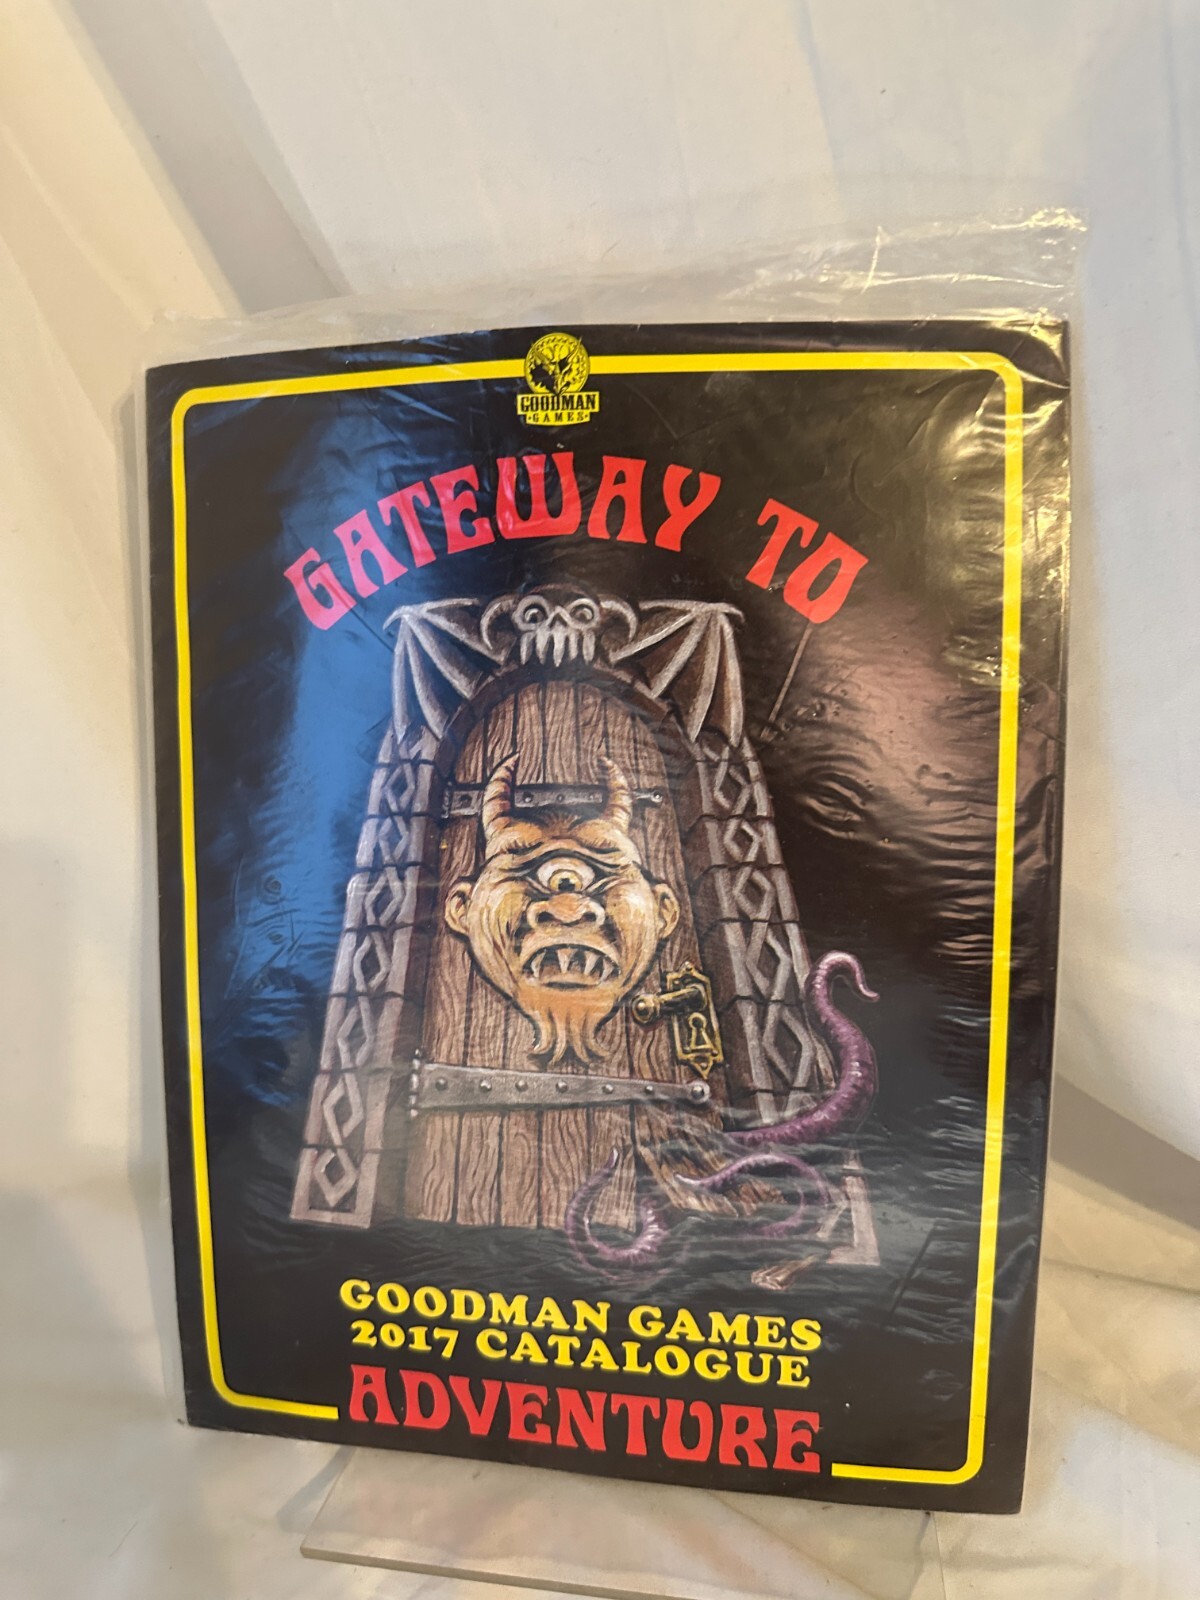 GOODMAN
GAMES
GATEWAY TO
GOODMAN GAMES
2017 CATALOGUE
ADVENTURE